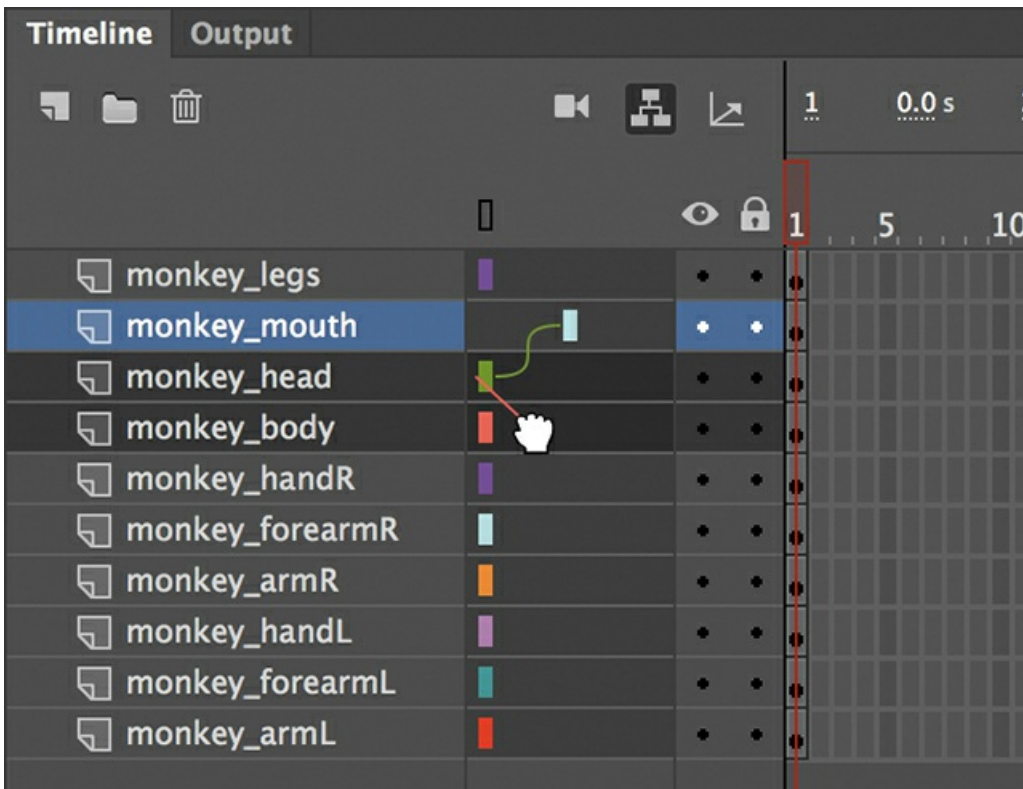 Timeline Output
1 0.0 s
1 5 10
monkey_legs
monkey_mouth
monkey_head
monkey_body
monkey_handR
monkey_forearmR
monkey_armR
monkey_handL
monkey_forearmL
monkey_armL